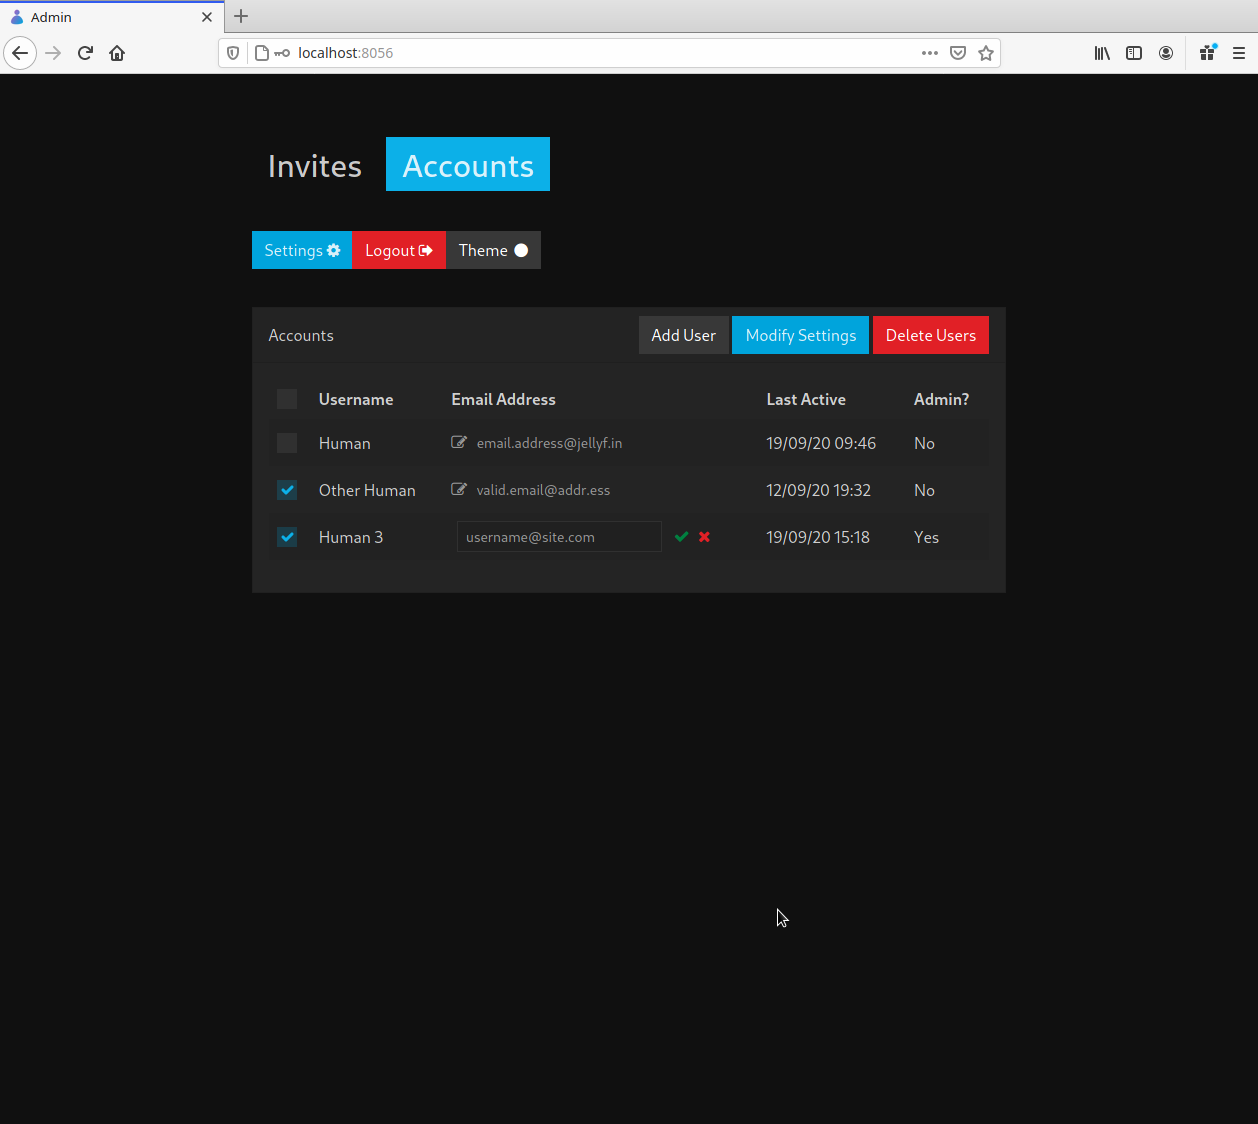 Admin
localhost:8056
Invites Accounts
Settings Logout Theme
Accounts Add User Modify Settings Delete Users
Username Email Address Last Active Admin?
Human email.address@jellyf.in 19/09/20 09:46 No
Other Human valid.email@addr.ess 12/09/20 19:32 No
Human 3 username@site.com 19/09/20 15:18 Yes